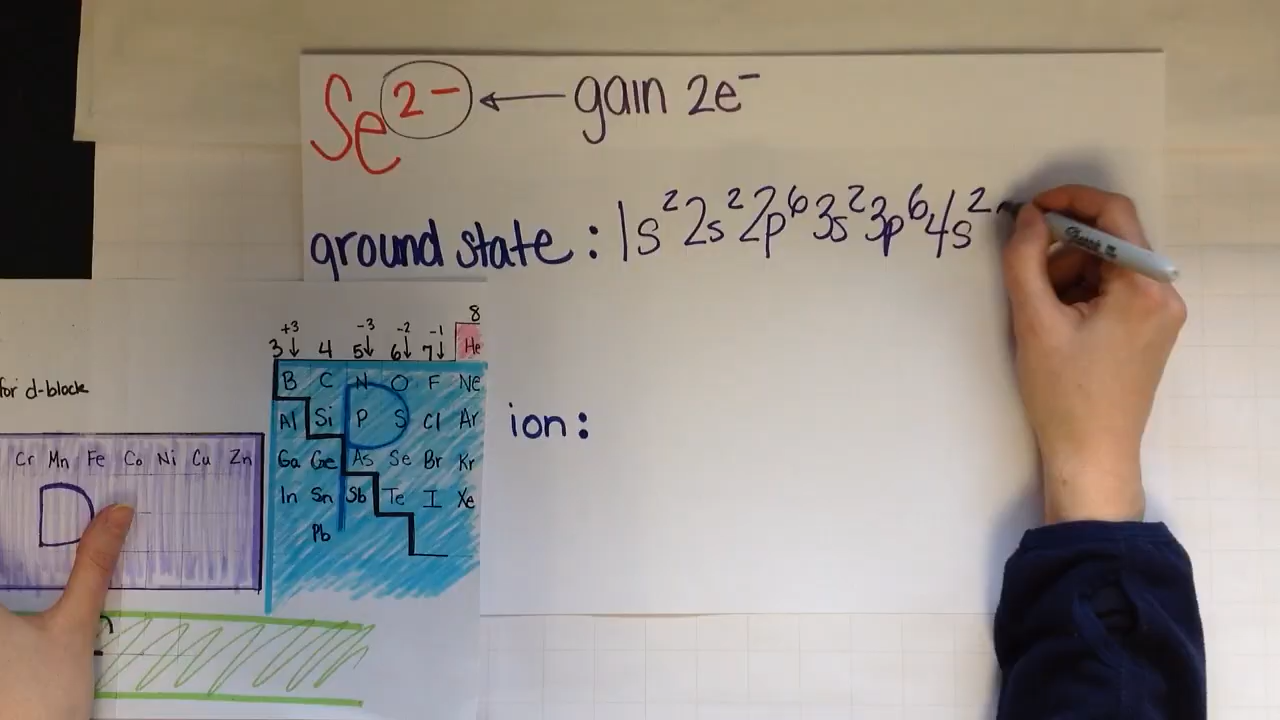 Se²⁻ ← gain 2e⁻
ground state : 1s² 2s² 2p⁶ 3s² 3p⁶ 4s²
8
+3 -3 -2 -1
3↓ 4 5↓ 6↓ 7↓ He
B C N O F Ne
for d-block
Al Si P S Cl Ar
ion :
Cr Mn Fe Co Ni Cu Zn
Ga Ge As Se Br Kr
In Sn Sb Te I Xe
D
Pb